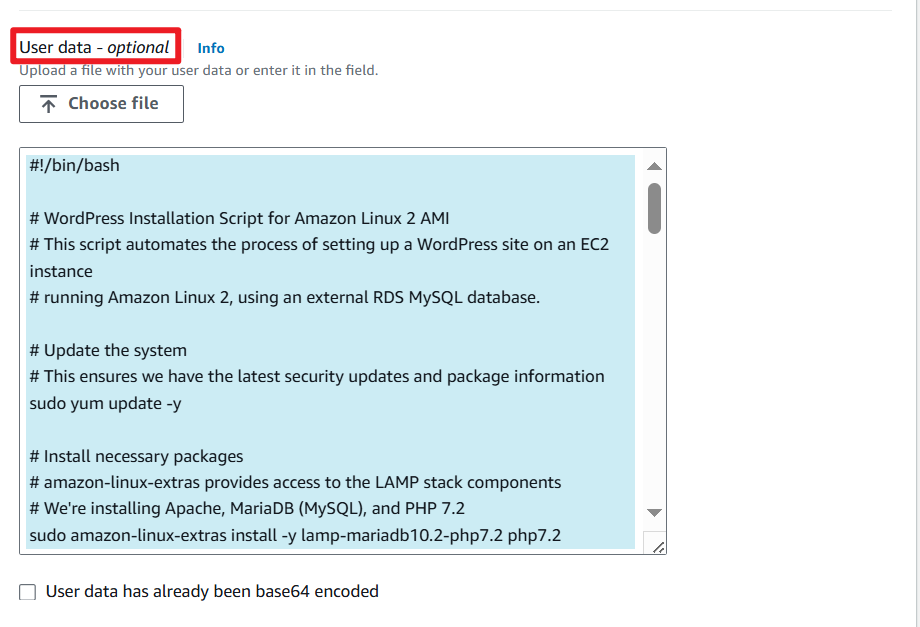 User data - optional Info
Upload a file with your user data or enter it in the field.
Choose file
#!/bin/bash
# WordPress Installation Script for Amazon Linux 2 AMI
# This script automates the process of setting up a WordPress site on an EC2
instance
# running Amazon Linux 2, using an external RDS MySQL database.
# Update the system
# This ensures we have the latest security updates and package information
sudo yum update -y
# Install necessary packages
# amazon-linux-extras provides access to the LAMP stack components
# We're installing Apache, MariaDB (MySQL), and PHP 7.2
sudo amazon-linux-extras install -y lamp-mariadb10.2-php7.2 php7.2
User data has already been base64 encoded